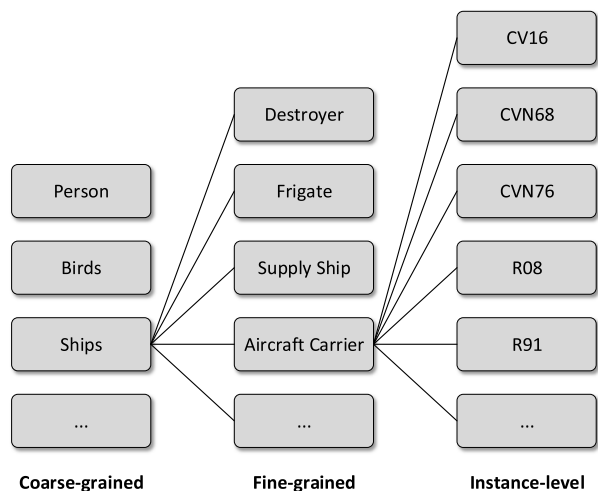 CV16
Destroyer
CVN68
Person
Frigate
CVN76
Birds
Supply Ship
R08
Ships
Aircraft Carrier
R91
...
...
...
Coarse-grained
Fine-grained
Instance-level